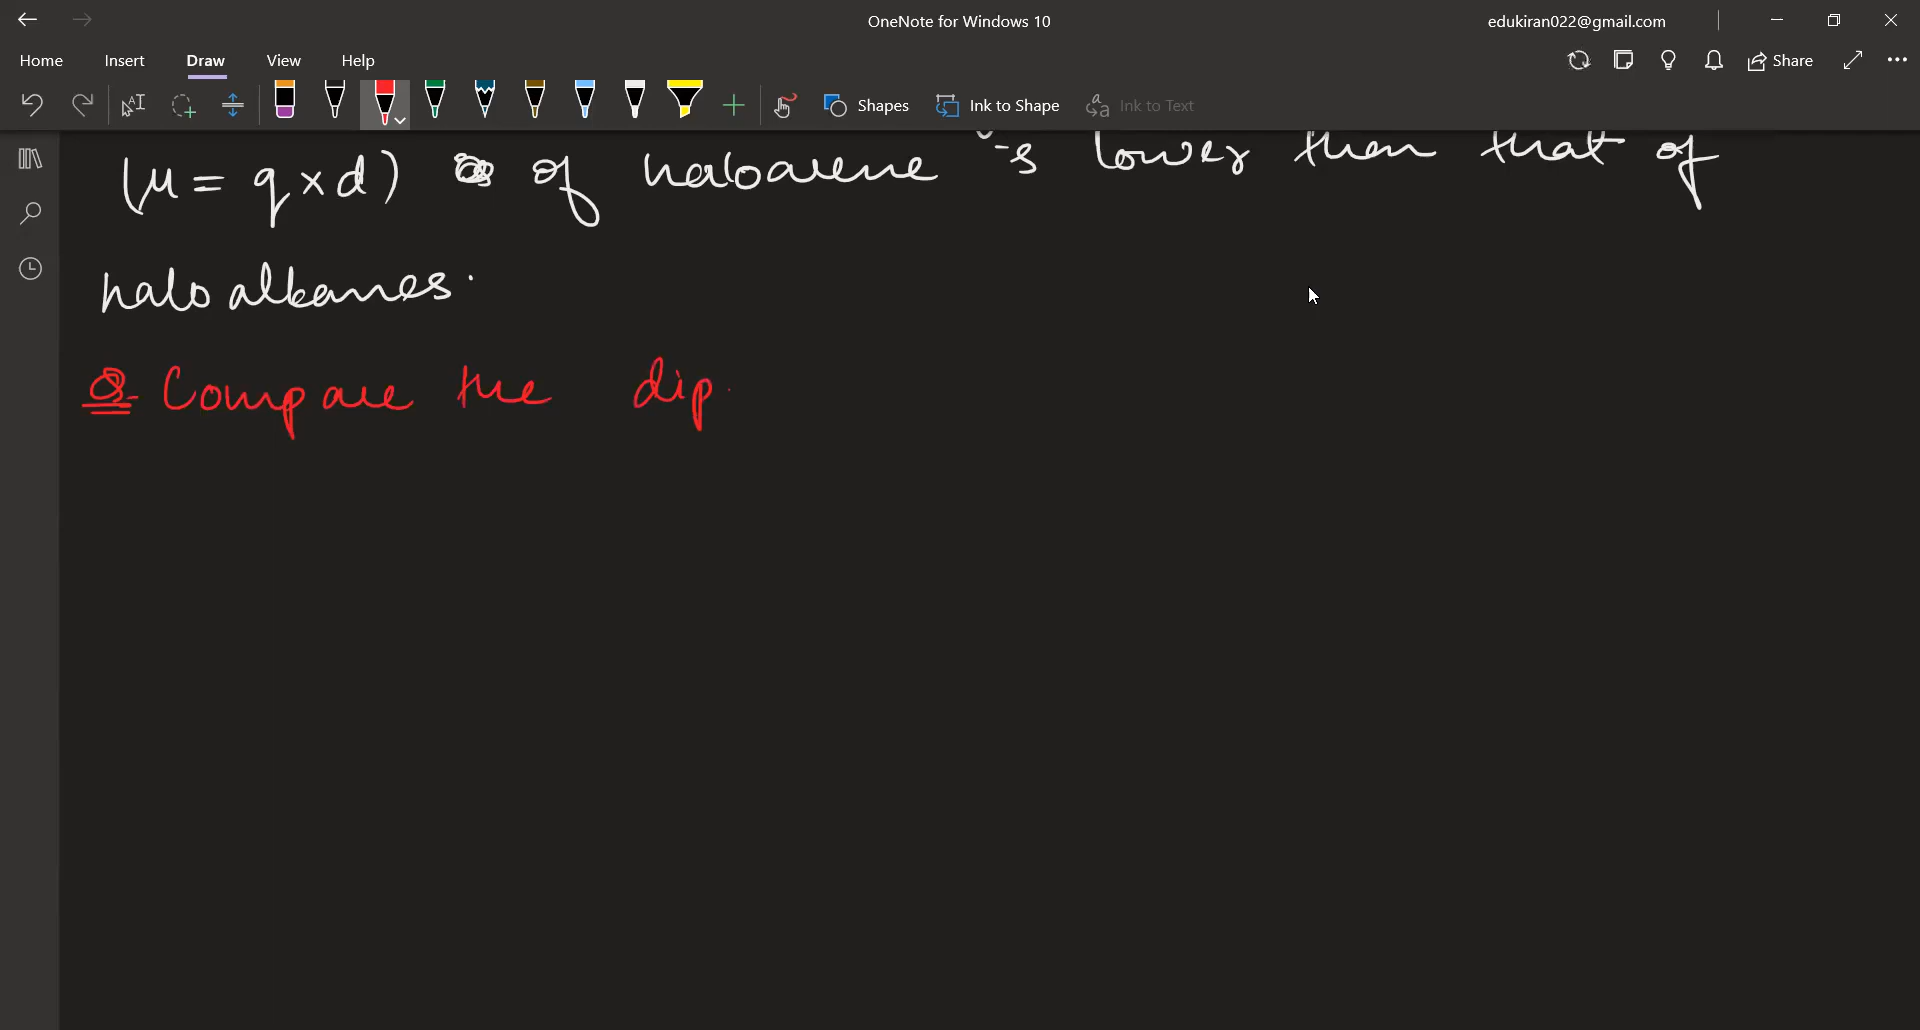 OneNote for Windows 10
edukiran022@gmail.com
Home Insert Draw View Help
Share
Shapes Ink to Shape Ink to Text
(μ = q x d) of haloarene is lower then that of
halo alkanes.
Q Compare the dip.